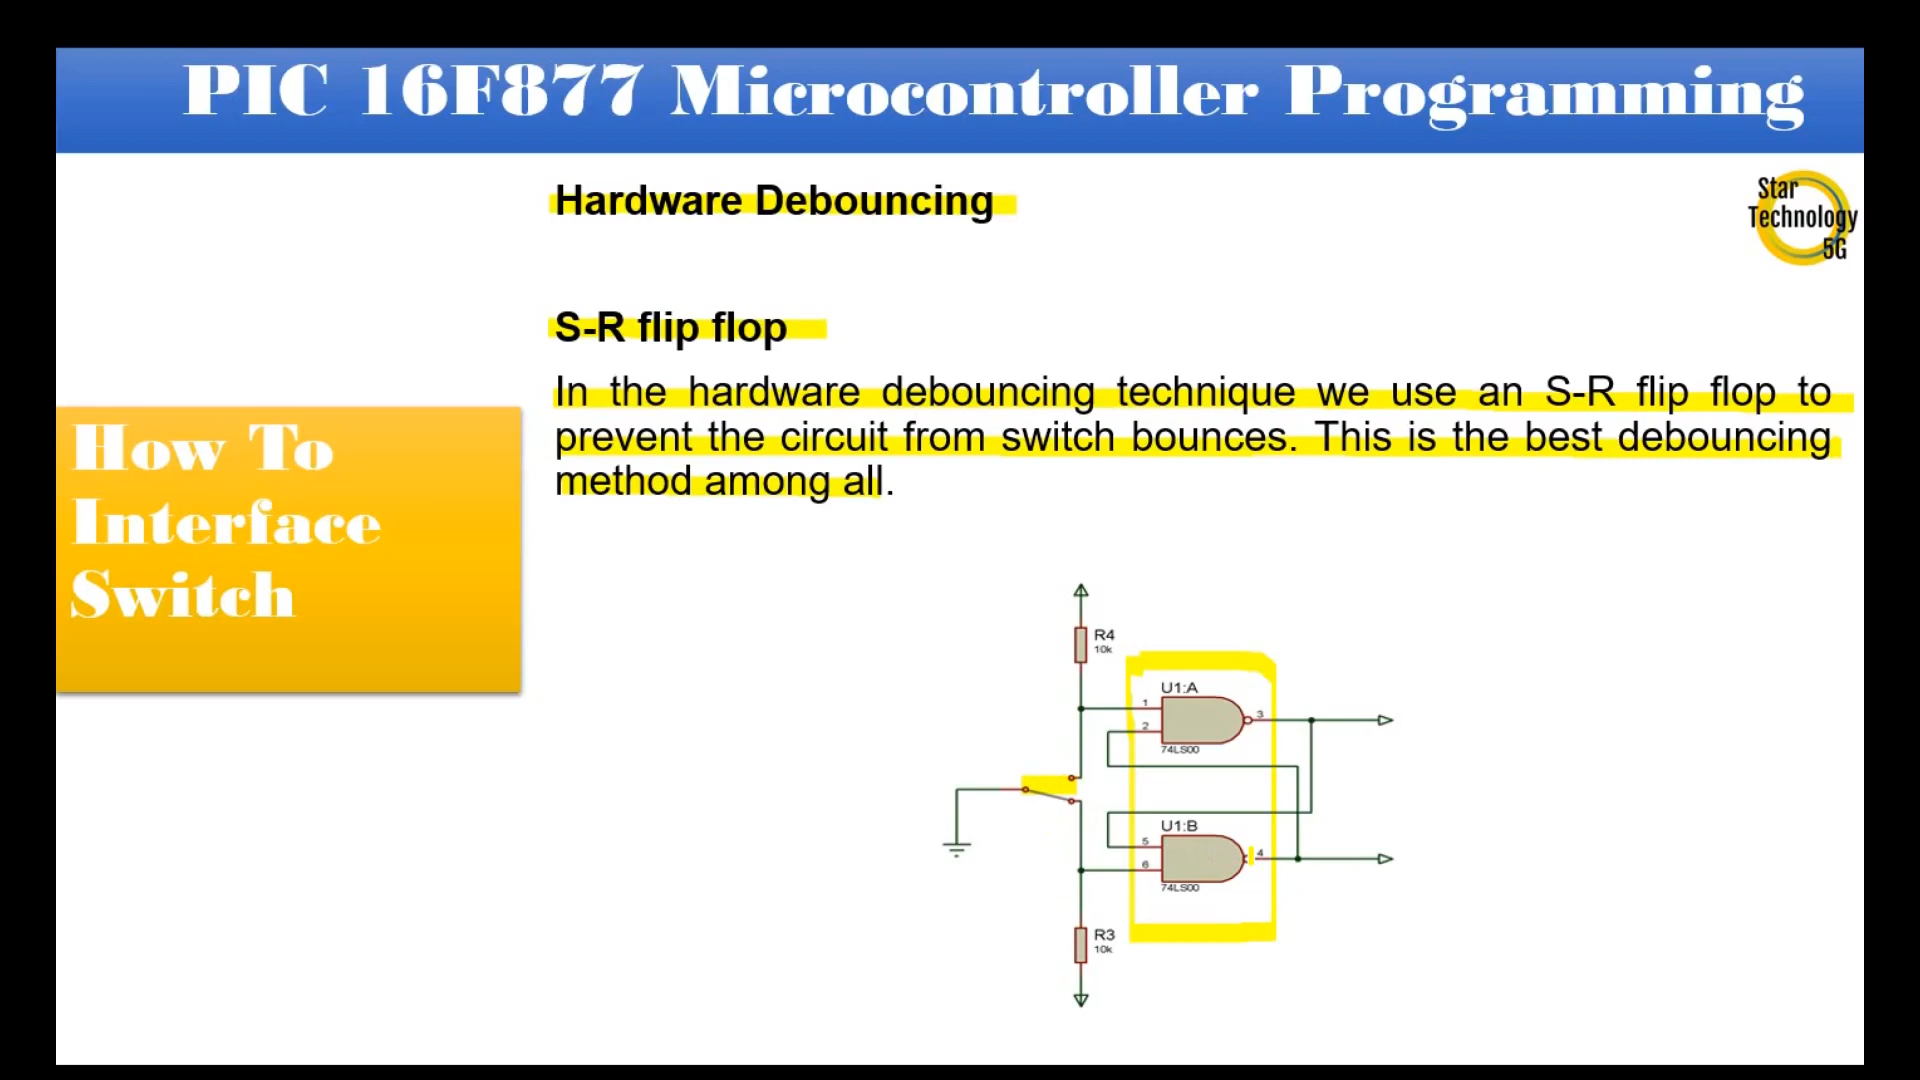 PIC 16F877 Microcontroller Programming
Hardware Debouncing
Star
Technology
5G
S-R flip flop
In the hardware debouncing technique we use an S-R flip flop to
prevent the circuit from switch bounces. This is the best debouncing
method among all.
How To
Interface
Switch
R4
10k
U1:A
1
2
3
74LS00
U1:B
5
6
4
74LS00
R3
10k